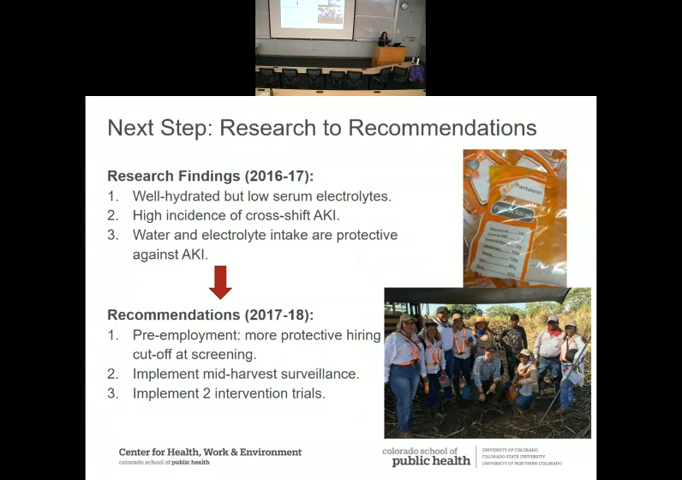 Next Step: Research to Recommendations
Research Findings (2016-17):
1. Well-hydrated but low serum electrolytes.
2. High incidence of cross-shift AKI.
3. Water and electrolyte intake are protective
against AKI.
Recommendations (2017-18):
1. Pre-employment: more protective hiring
cut-off at screening.
2. Implement mid-harvest surveillance.
3. Implement 2 intervention trials.
Pantaleon
Center for Health, Work & Environment
colorado school of public health
colorado school of
public health
UNIVERSITY OF COLORADO
COLORADO STATE UNIVERSITY
UNIVERSITY OF NORTHERN COLORADO